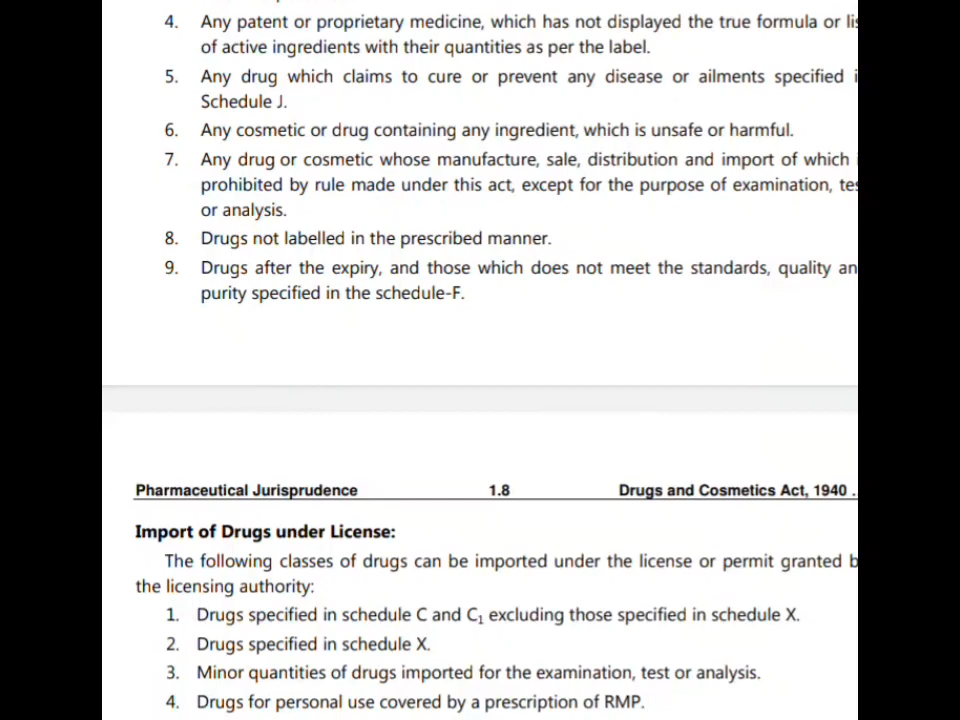 4. Any patent or proprietary medicine, which has not displayed the true formula or
of active ingredients with their quantities as per the label.
5. Any drug which claims to cure or prevent any disease or ailments specified
Schedule J.
6. Any cosmetic or drug containing any ingredient, which is unsafe or harmful.
7. Any drug or cosmetic whose manufacture, sale, distribution and import of which
prohibited by rule made under this act, except for the purpose of examination,
or analysis.
8. Drugs not labelled in the prescribed manner.
9. Drugs after the expiry, and those which does not meet the standards, quality an
purity specified in the schedule-F.
Pharmaceutical Jurisprudence 1.8 Drugs and Cosmetics Act, 1940 .
Import of Drugs under License:
The following classes of drugs can be imported under the license or permit granted b
the licensing authority:
1. Drugs specified in schedule C and C₁ excluding those specified in schedule X.
2. Drugs specified in schedule X.
3. Minor quantities of drugs imported for the examination, test or analysis.
4. Drugs for personal use covered by a prescription of RMP.